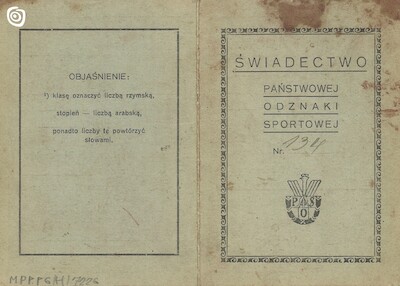 OBJAŚNIENIE:
¹) klasę oznaczyć liczbą rzymską,
stopień — liczbą arabską,
ponadto liczby te powtórzyć
słowami.
ŚWIADECTWO
PAŃSTWOWEJ
ODZNAKI
SPORTOWEJ
Nr. 134
P S
O